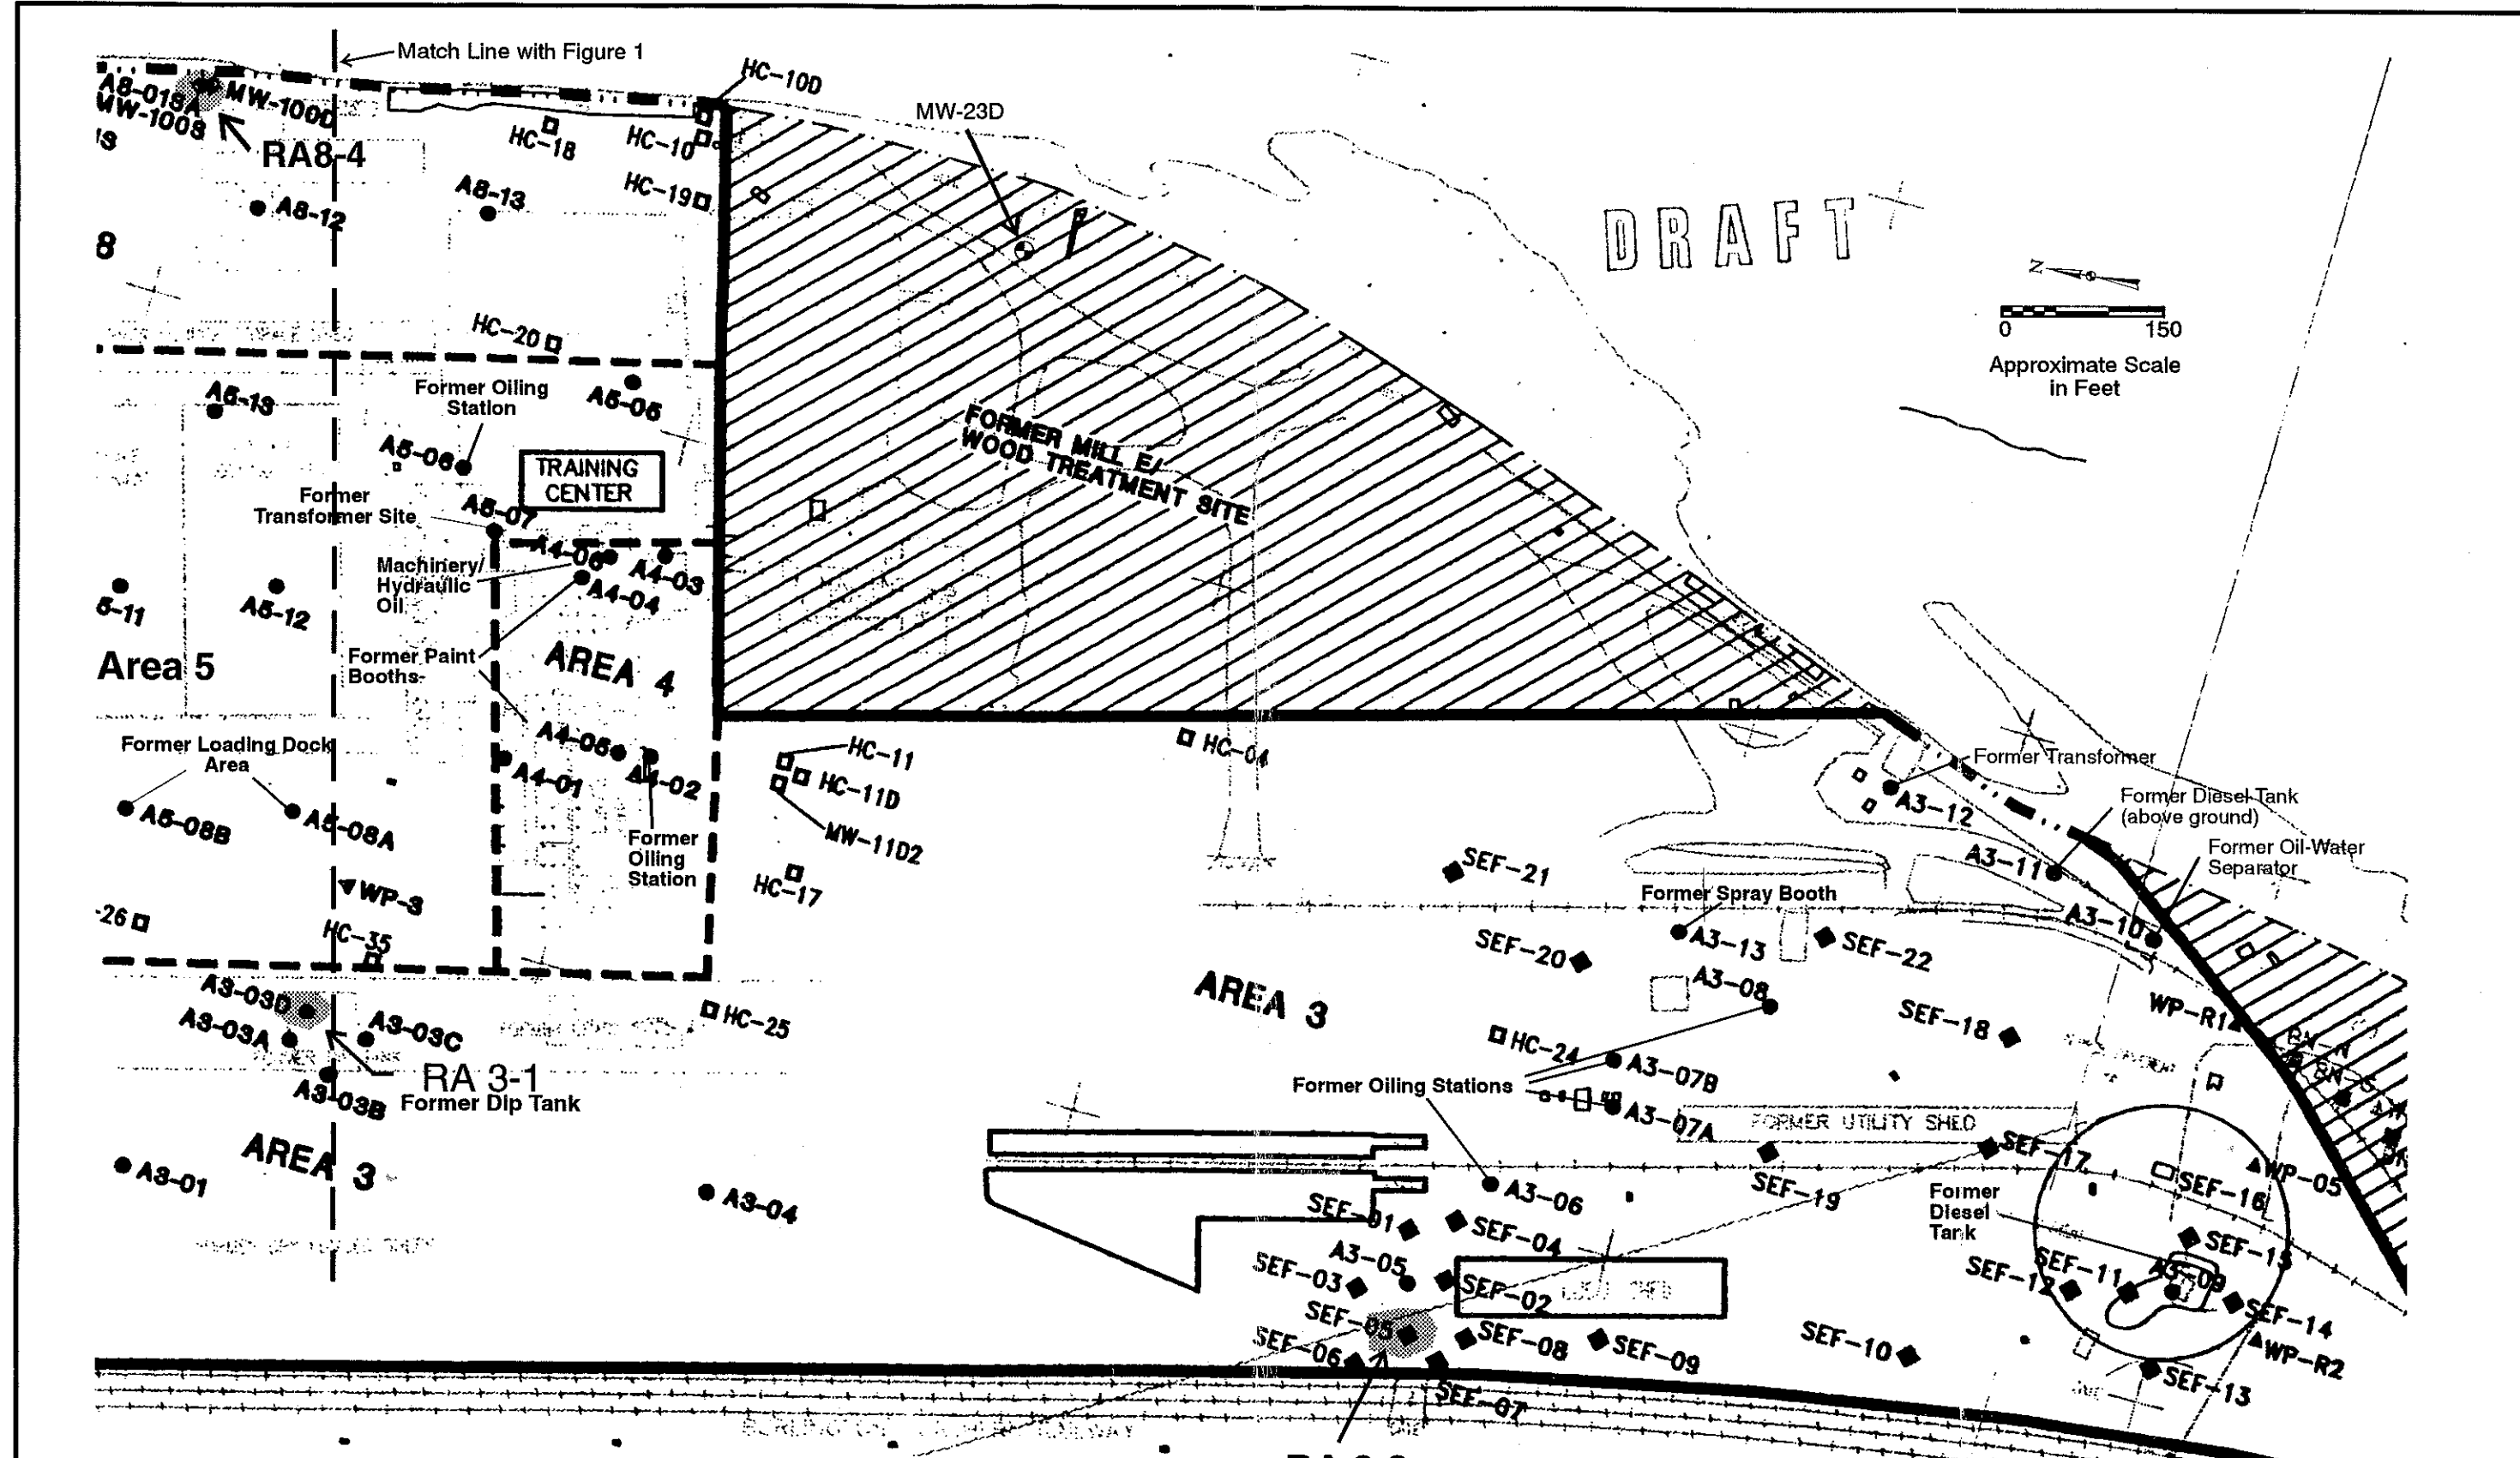 Match Line with Figure 1
HC-10D
A8-01SA
MW-100D
MW-100S
MW-23D
HC-18
HC-10
RA8-4
HC-19
A8-12
A8-13
8
DRAFT
N
0 150
Approximate Scale
in Feet
HC-20
A5-13
Former Oiling
Station
A5-05
A5-06
TRAINING
CENTER
FORMER MILL E/
WOOD TREATMENT SITE
Former
Transformer Site
A5-07
A4-06
A4-03
Machinery/
Hydraulic
Oil
A4-04
5-11
A5-12
Area 5
Former Paint
Booths
AREA 4
Former Loading Dock
Area
A4-05
A4-01
A4-02
HC-11
HC-11D
MW-11D2
HC-04
Former Transformer
A3-12
Former Diesel Tank
(above ground)
A5-08B
A5-08A
Former
Oiling
Station
HC-17
SEF-21
A3-11
Former Oil-Water
Separator
WP-3
Former Spray Booth
A3-10
-26
HC-35
SEF-20
A3-13
SEF-22
A3-03D
A3-03A
A3-03C
HC-25
AREA 3
A3-08
SEF-18
WP-R1
RA 3-1
Former Dip Tank
A3-03B
HC-24
A3-07B
Former Oiling Stations
A3-07A
FORMER UTILITY SHED
AREA 3
A3-01
A3-04
A3-06
SEF-19
SEF-17
WP-05
SEF-16
Former
Diesel
Tank
SEF-01
SEF-04
A3-05
SEF-03
SEF-02
SEF-15
SEF-12
SEF-11
A3-09
SEF-14
SEF-05
SEF-06
SEF-08
SEF-09
SEF-10
WP-R2
SEF-13
SEF-07